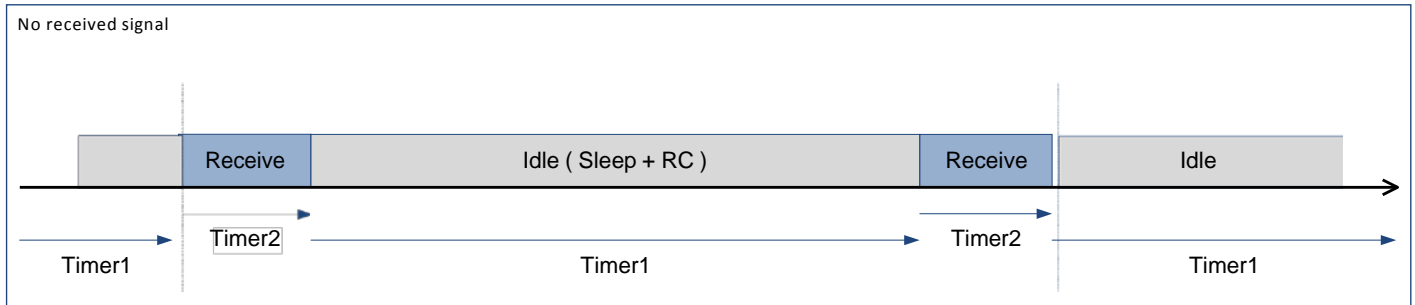 No received signal
Receive
Idle ( Sleep + RC )
Receive
Idle
Timer2
Timer2
Timer1
Timer1
Timer1